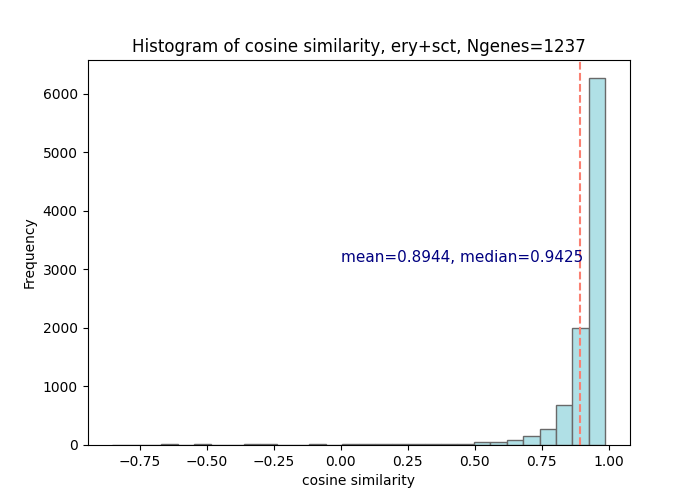 Histogram of cosine similarity, ery+sct, Ngenes=1237
6000
5000
4000
3000
2000
1000
0
Frequency
mean=0.8944, median=0.9425
−0.75 −0.50 −0.25 0.00 0.25 0.50 0.75 1.00
cosine similarity